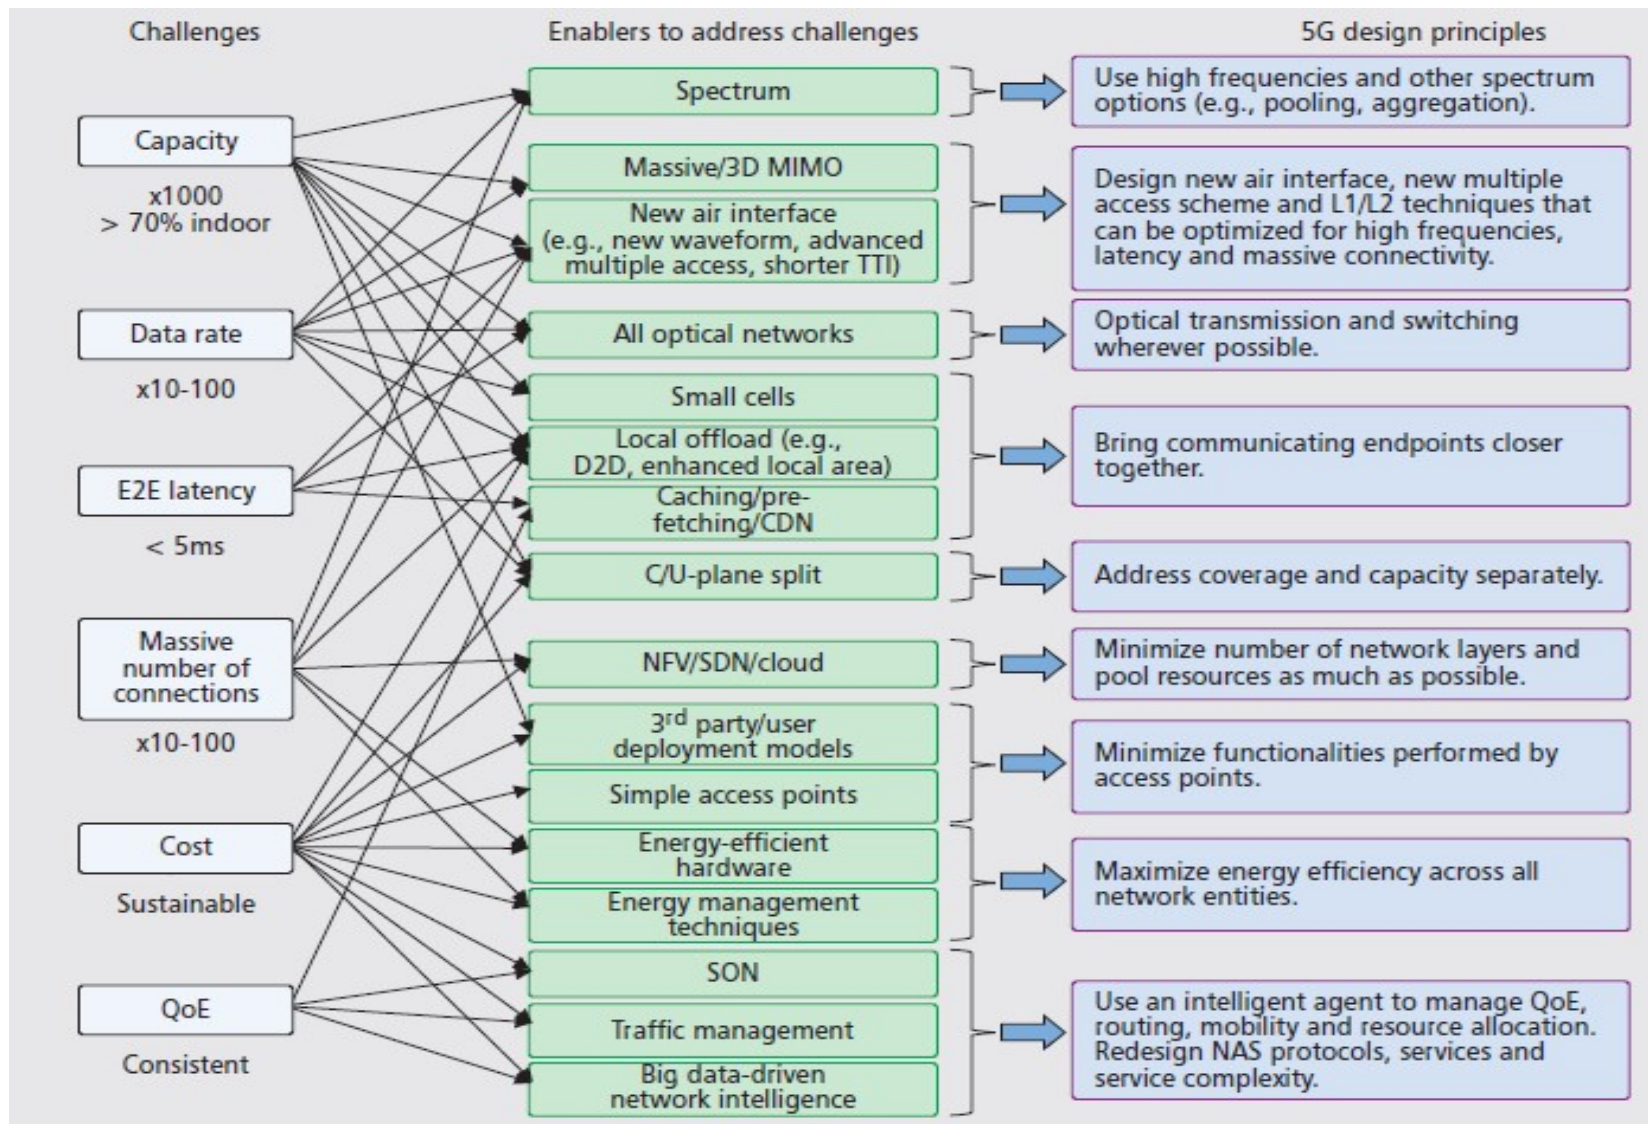 Challenges
Enablers to address challenges
5G design principles
Capacity
x1000
> 70% indoor
Data rate
x10-100
E2E latency
< 5ms
Massive
number of
connections
x10-100
Cost
Sustainable
QoE
Consistent
Spectrum
Massive/3D MIMO
New air interface
(e.g., new waveform, advanced
multiple access, shorter TTI)
All optical networks
Small cells
Local offload (e.g.,
D2D, enhanced local area)
Caching/pre-
fetching/CDN
C/U-plane split
NFV/SDN/cloud
3rd party/user
deployment models
Simple access points
Energy-efficient
hardware
Energy management
techniques
SON
Traffic management
Big data-driven
network intelligence
Use high frequencies and other spectrum
options (e.g., pooling, aggregation).
Design new air interface, new multiple
access scheme and L1/L2 techniques that
can be optimized for high frequencies,
latency and massive connectivity.
Optical transmission and switching
wherever possible.
Bring communicating endpoints closer
together.
Address coverage and capacity separately.
Minimize number of network layers and
pool resources as much as possible.
Minimize functionalities performed by
access points.
Maximize energy efficiency across all
network entities.
Use an intelligent agent to manage QoE,
routing, mobility and resource allocation.
Redesign NAS protocols, services and
service complexity.